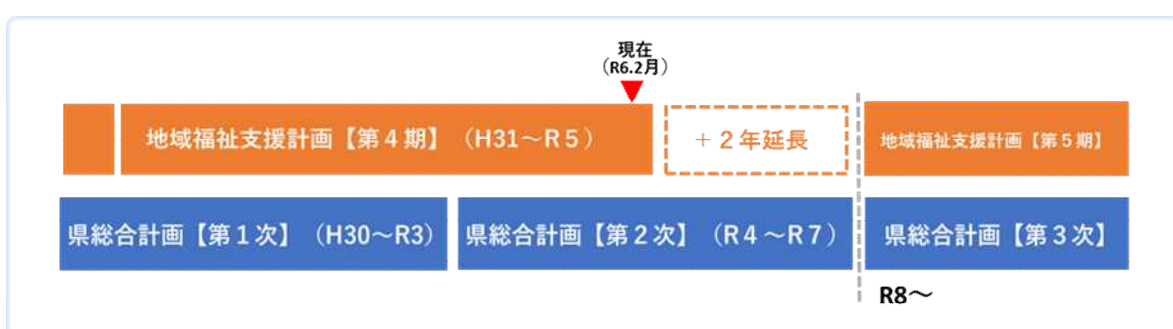 現在
（R6.2月）
地域福祉支援計画【第４期】（H31～R５）
＋２年延長
地域福祉支援計画【第５期】
県総合計画【第１次】（H30～R3）
県総合計画【第２次】（R４～R７）
県総合計画【第３次】
R8～